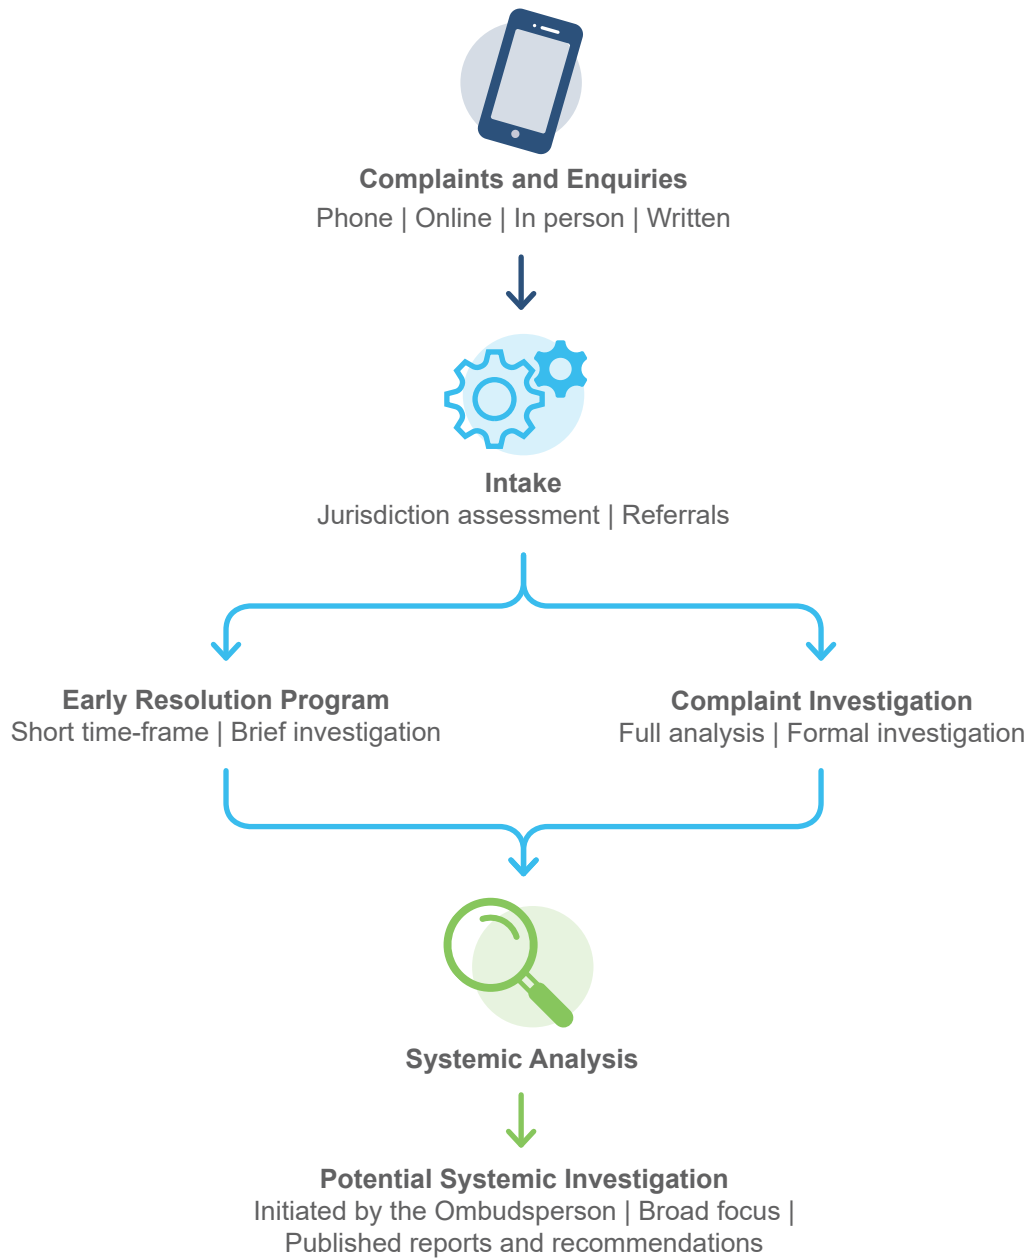 Complaints and Enquiries
Phone | Online | In person | Written
Intake
Jurisdiction assessment | Referrals
Early Resolution Program
Short time-frame | Brief investigation
Complaint Investigation
Full analysis | Formal investigation
Systemic Analysis
Potential Systemic Investigation
Initiated by the Ombudsperson | Broad focus |
Published reports and recommendations